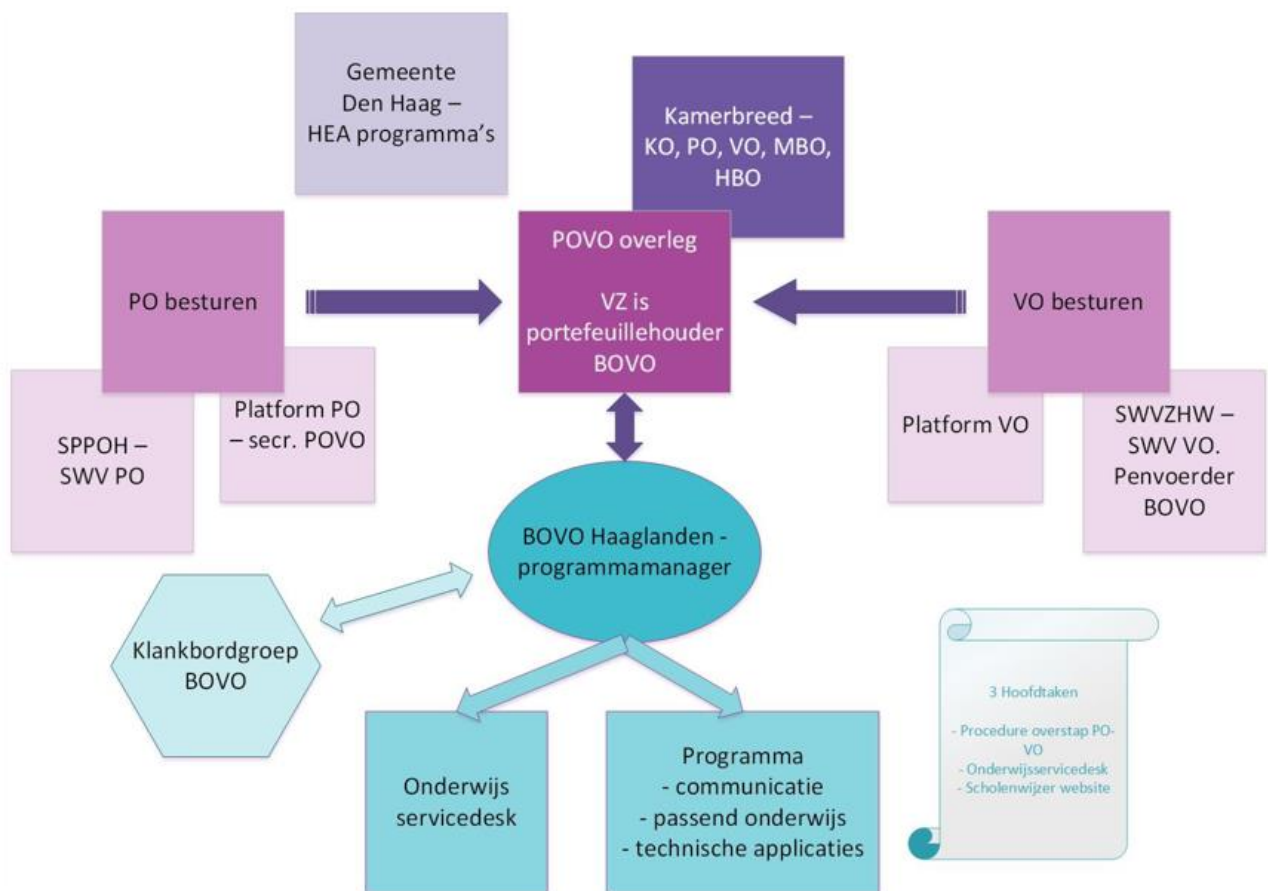 Gemeente
Den Haag –
HEA programma's
Kamerbreed –
KO, PO, VO, MBO,
HBO
PO besturen
POVO overleg
VZ is
portefeuillehouder
BOVO
VO besturen
SPPOH –
SWV PO
Platform PO
– secr. POVO
Platform VO
SWVZHW –
SWV VO.
Penvoerder
BOVO
BOVO Haaglanden -
programmamanager
Klankbordgroep
BOVO
Onderwijs
servicedesk
Programma
- communicatie
- passend onderwijs
- technische applicaties
3 Hoofdtaken
- Procedure overstap PO-
VO
- Onderwijsservicedesk
- Scholenwijzer website